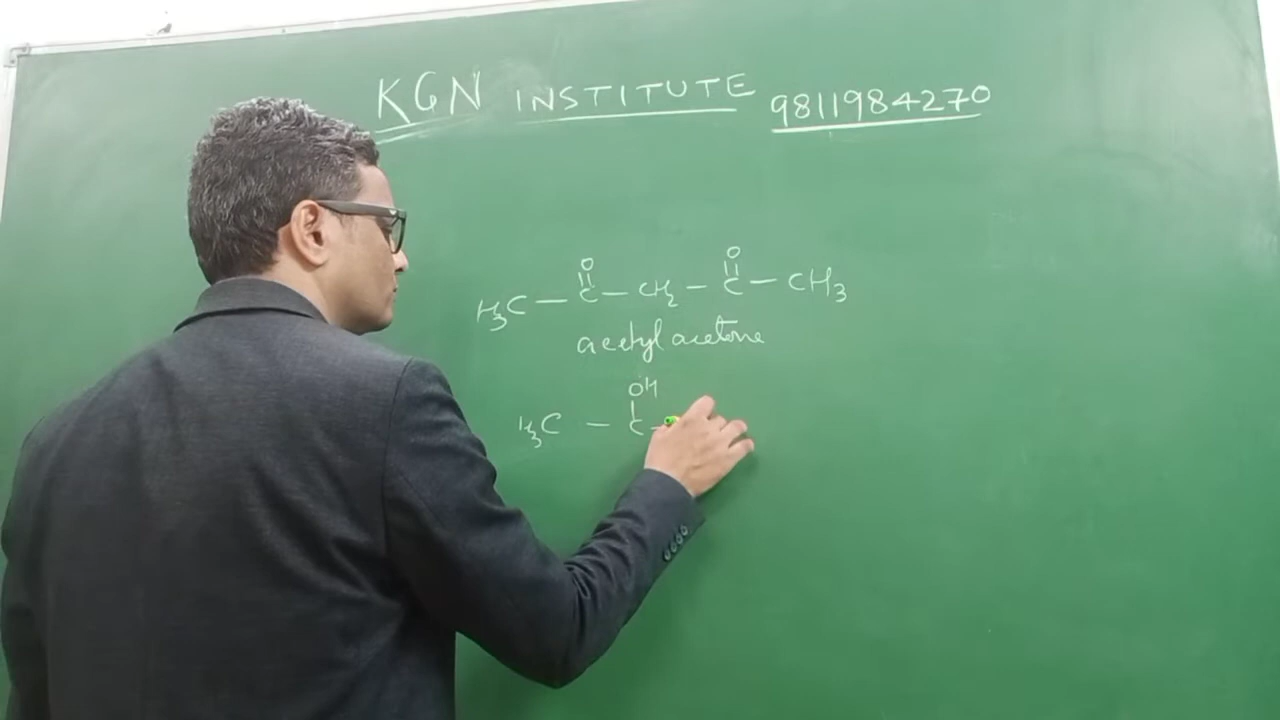 KGN INSTITUTE 9811984270
O O
H3C — C — CH2 — C — CH3
acetyl acetone
OH
H3C — C —